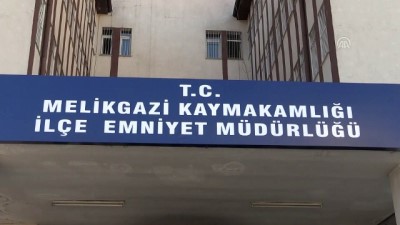 T.C.
MELİKGAZİ KAYMAKAMLIĞI
İLÇE EMNİYET MÜDÜRLÜĞÜ